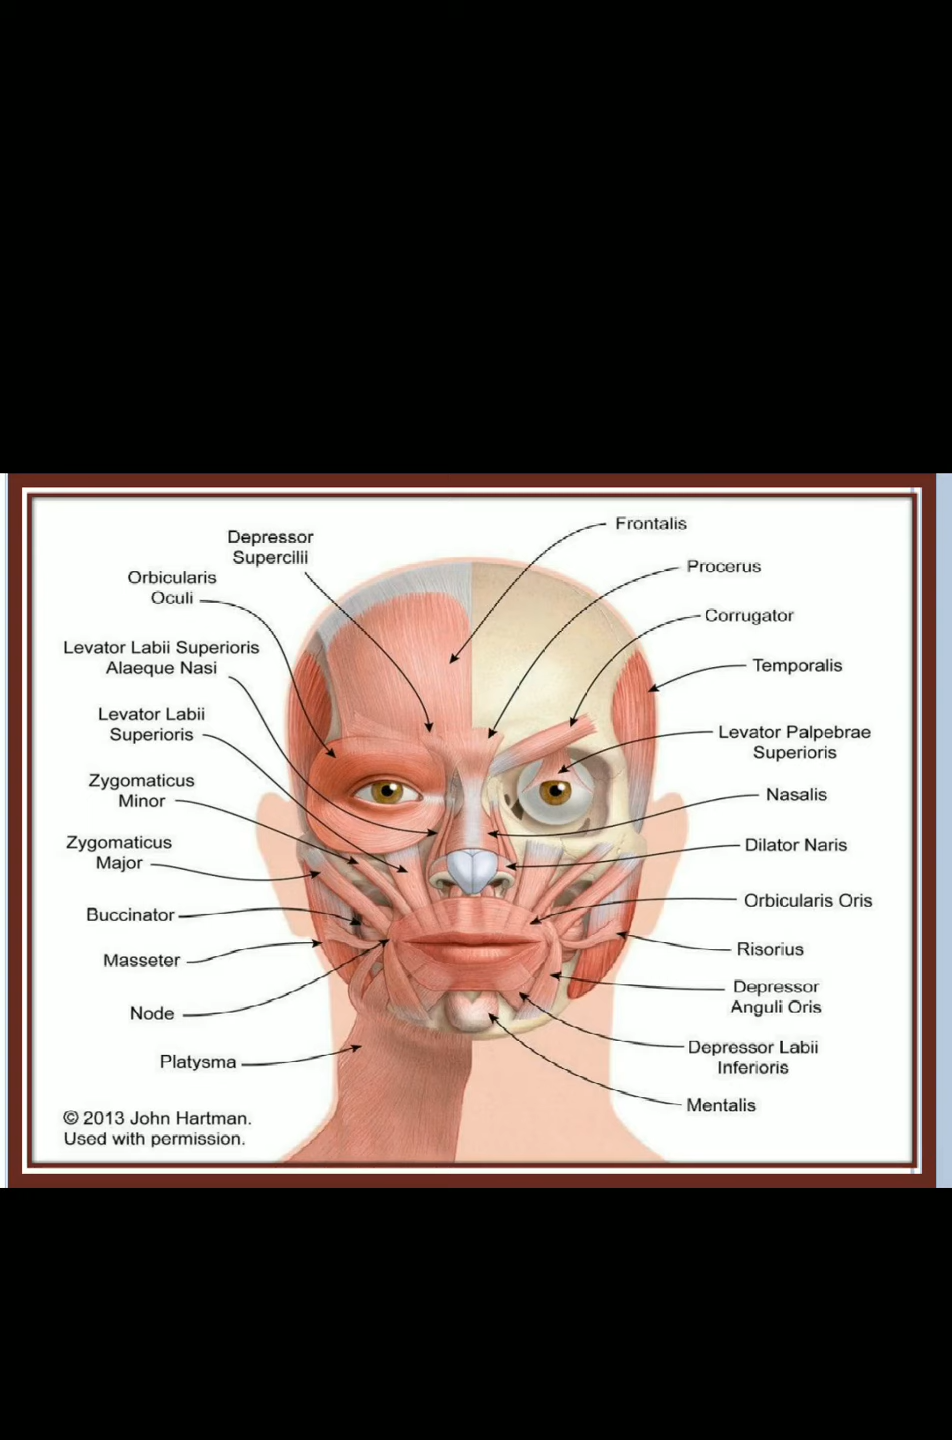 Depressor
Supercilii
Orbicularis
Oculi
Levator Labii Superioris
Alaeque Nasi
Levator Labii
Superioris
Zygomaticus
Minor
Zygomaticus
Major
Buccinator
Masseter
Node
Platysma
© 2013 John Hartman.
Used with permission.
Frontalis
Procerus
Corrugator
Temporalis
Levator Palpebrae
Superioris
Nasalis
Dilator Naris
Orbicularis Oris
Risorius
Depressor
Anguli Oris
Depressor Labii
Inferioris
Mentalis